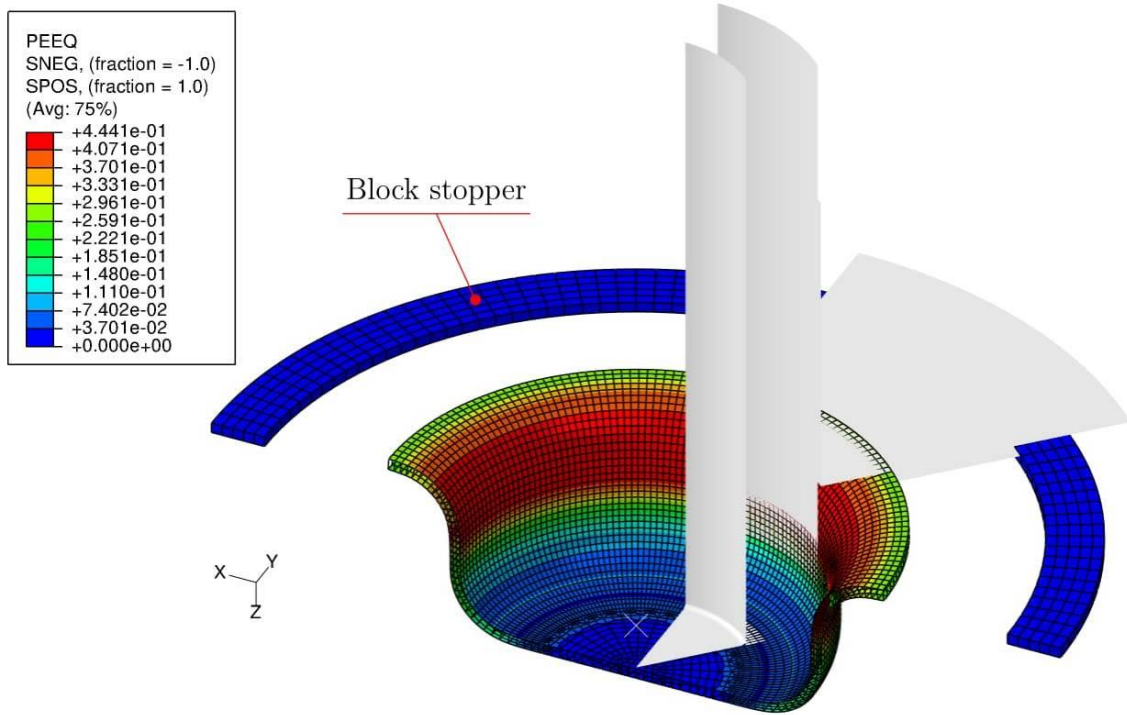 PEEQ
SNEG, (fraction = -1.0)
SPOS, (fraction = 1.0)
(Avg: 75%)
+4.441e-01
+4.071e-01
+3.701e-01
+3.331e-01
+2.961e-01
+2.591e-01
+2.221e-01
+1.851e-01
+1.480e-01
+1.110e-01
+7.402e-02
+3.701e-02
+0.000e+00
Block stopper
X
Y
Z